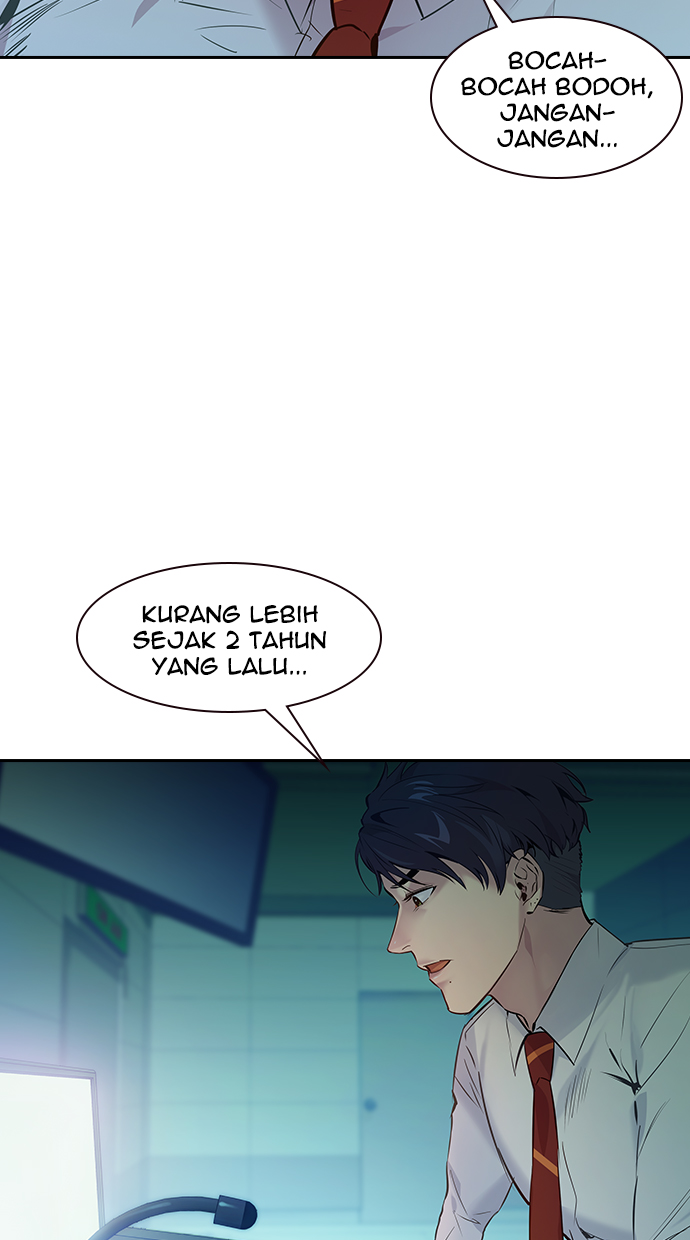 BOCAH-
BOCAH BODOH,
JANGAN-
JANGAN...
KURANG LEBIH
SEJAK 2 TAHUN
YANG LALU...